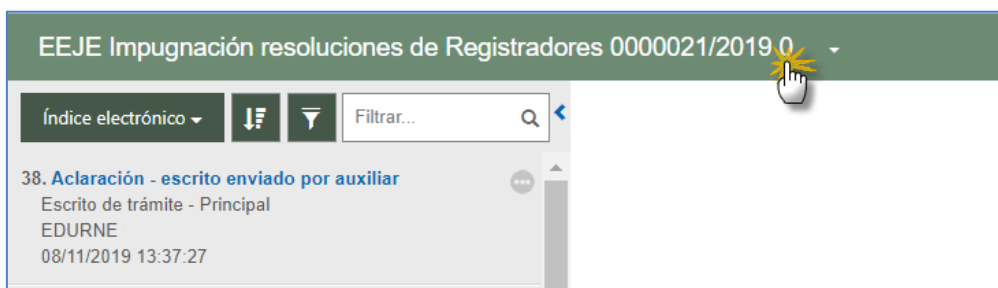 EEJE Impugnación resoluciones de Registradores 0000021/2019.0
Índice electrónico
Filtrar...
38. Aclaración - escrito enviado por auxiliar
Escrito de trámite - Principal
EDURNE
08/11/2019 13:37:27